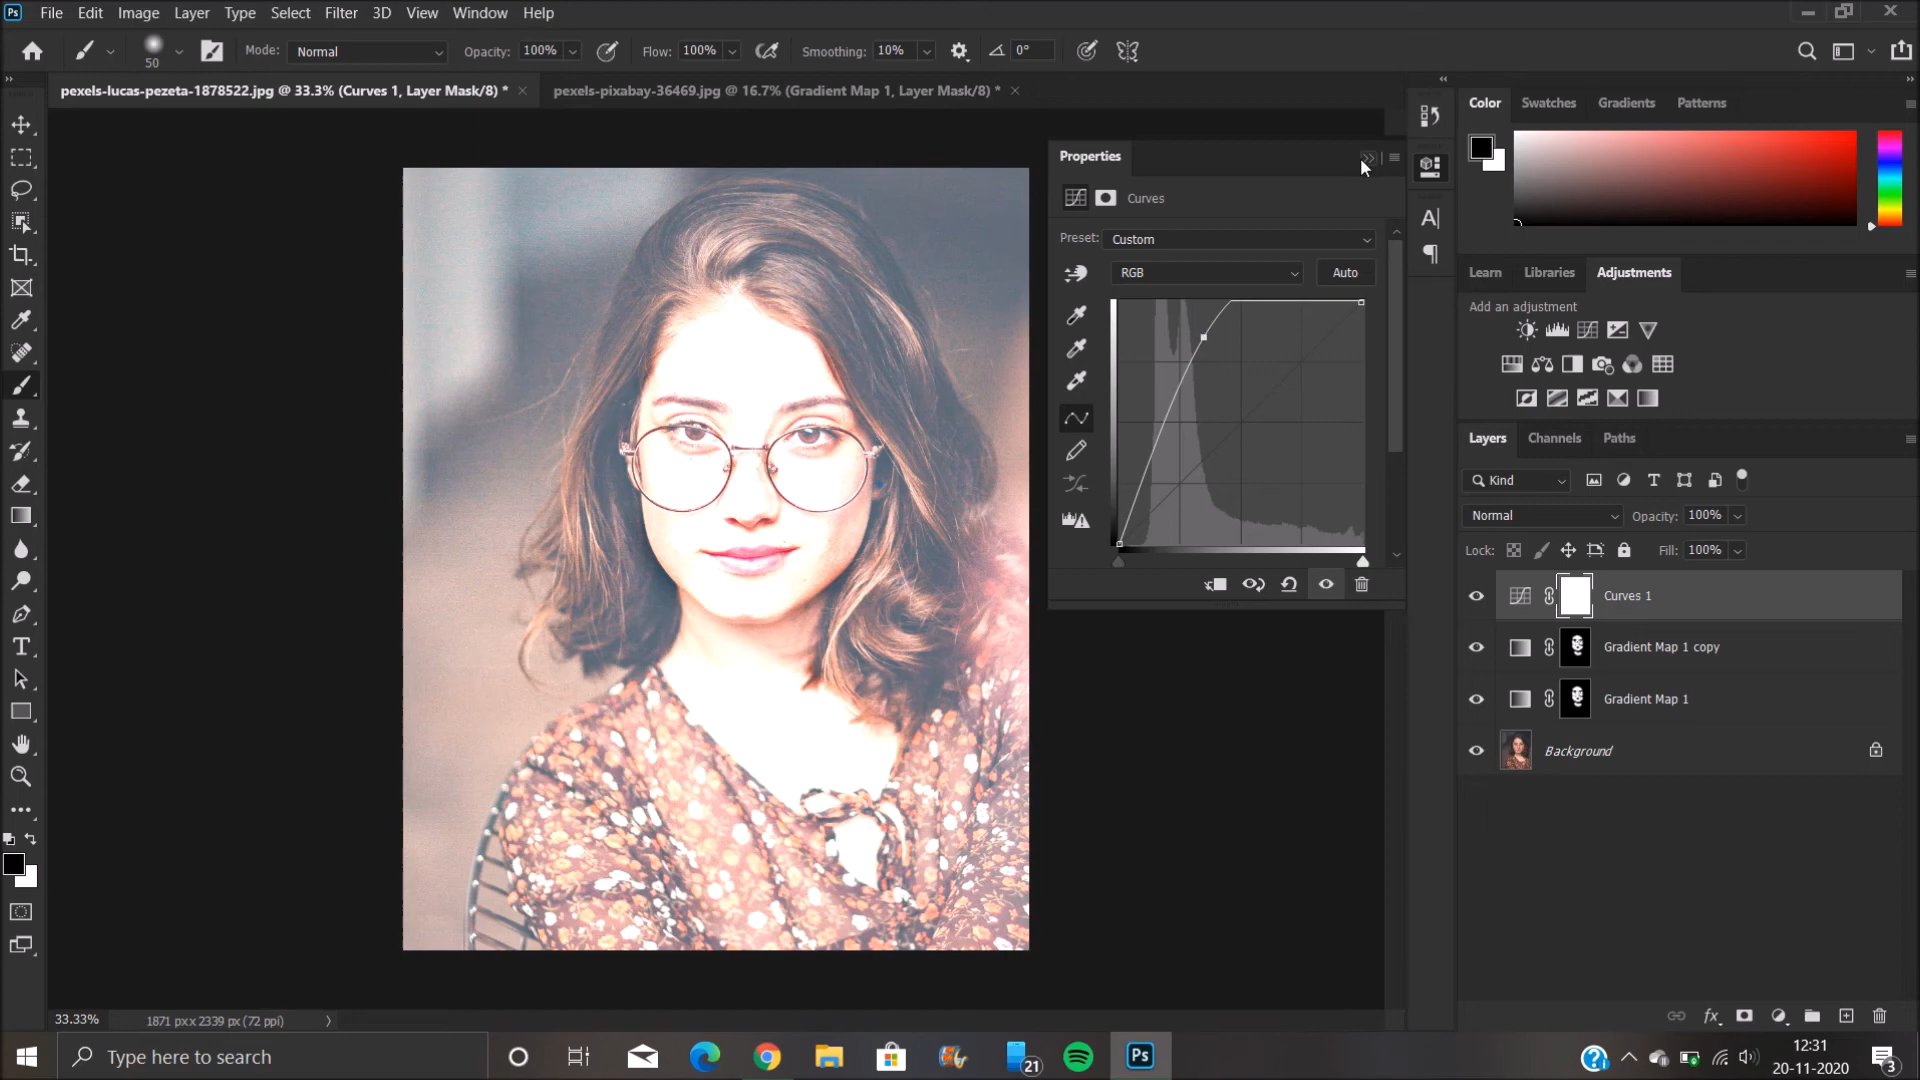 Ps File Edit Image Layer Type Select Filter 3D View Window Help
50 Mode: Normal Opacity: 100% Flow: 100% Smoothing: 10% 0°
pexels-lucas-pezeta-1878522.jpg @ 33.3% (Curves 1, Layer Mask/8) * pexels-pixabay-36469.jpg @ 16.7% (Gradient Map 1, Layer Mask/8) *
Properties
Curves
Preset: Custom
RGB Auto
Color Swatches Gradients Patterns
Learn Libraries Adjustments
Add an adjustment
Layers Channels Paths
Kind
Normal Opacity: 100%
Lock: Fill: 100%
Curves 1
Gradient Map 1 copy
Gradient Map 1
Background
33.33% 1871 px x 2339 px (72 ppi)
Type here to search
21
Ps
12:31
20-11-2020
3